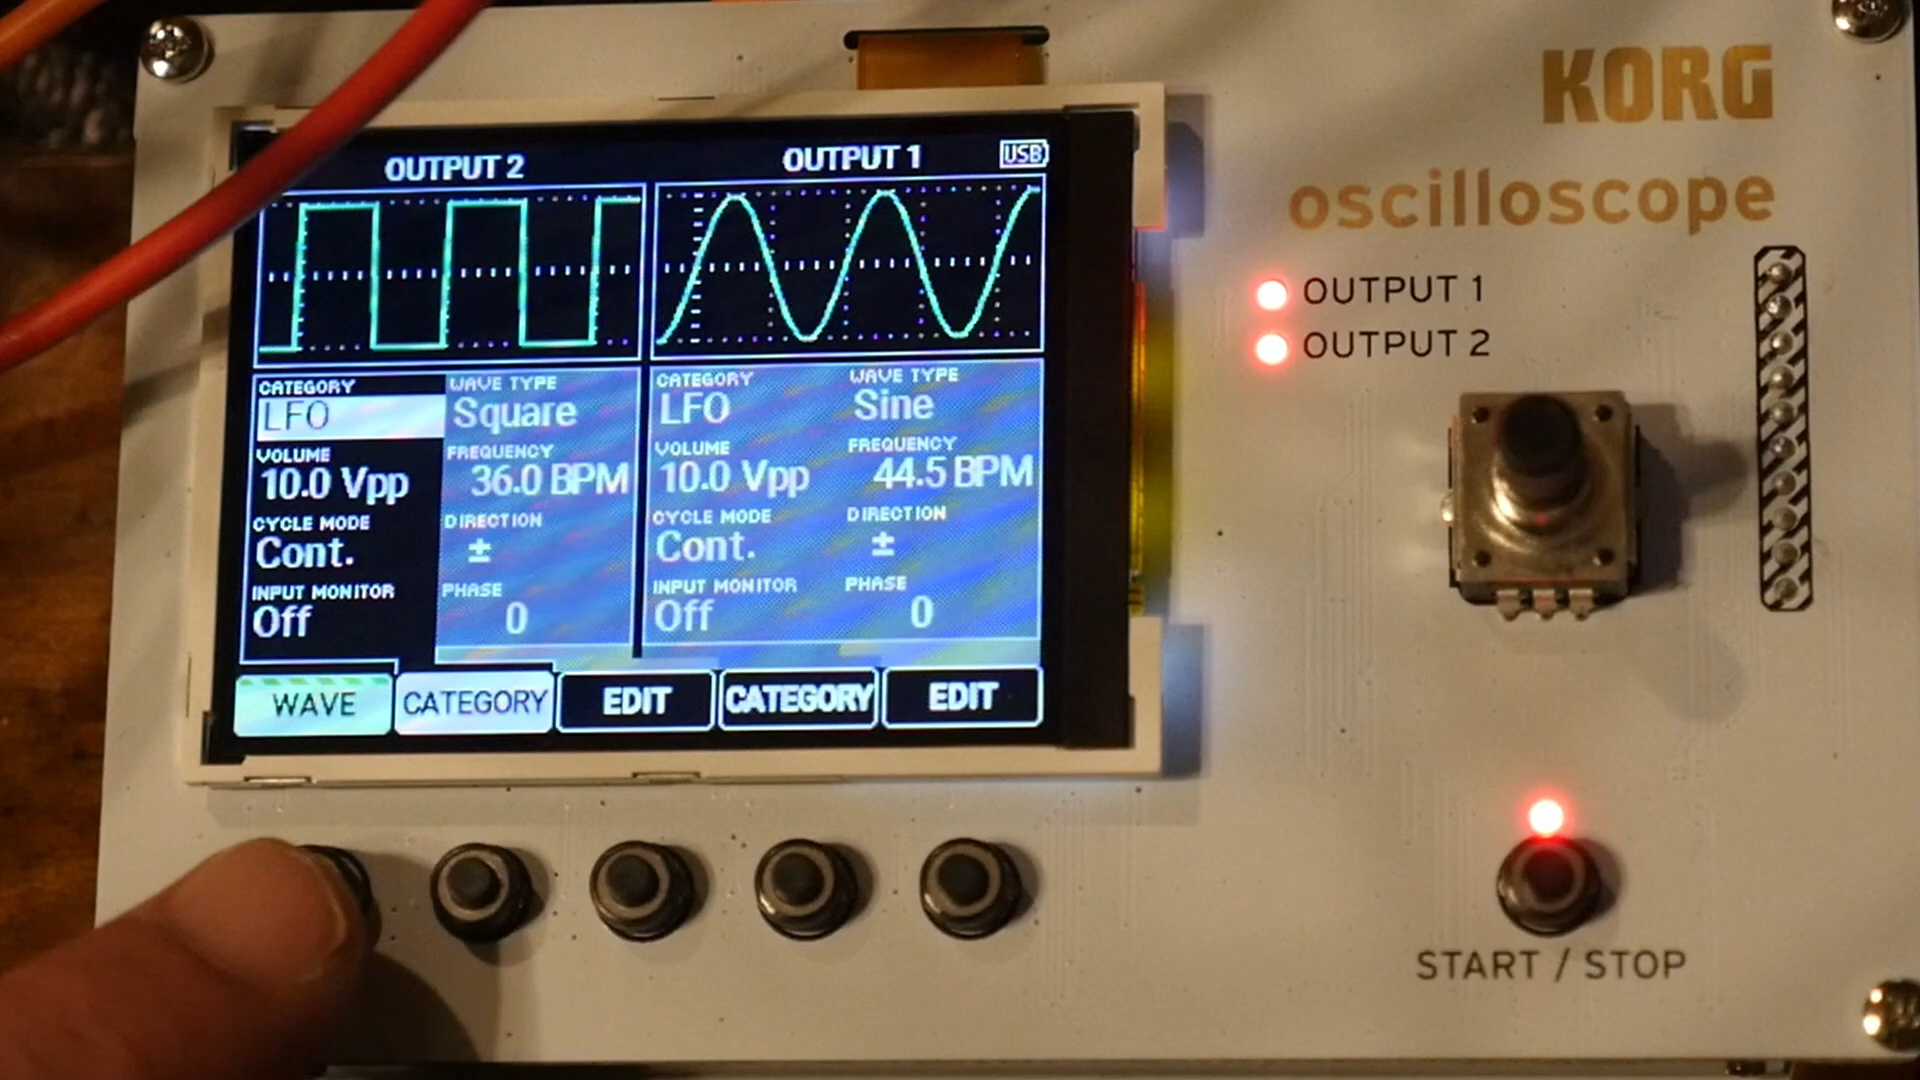 KORG
oscilloscope
OUTPUT 2 OUTPUT 1 USB
CATEGORY WAVE TYPE CATEGORY WAVE TYPE
LFO Square LFO Sine
VOLUME FREQUENCY VOLUME FREQUENCY
10.0 Vpp 36.0 BPM 10.0 Vpp 44.5 BPM
CYCLE MODE DIRECTION CYCLE MODE DIRECTION
Cont. ± Cont. ±
INPUT MONITOR PHASE INPUT MONITOR PHASE
Off 0 Off 0
WAVE CATEGORY EDIT CATEGORY EDIT
OUTPUT 1
OUTPUT 2
START / STOP